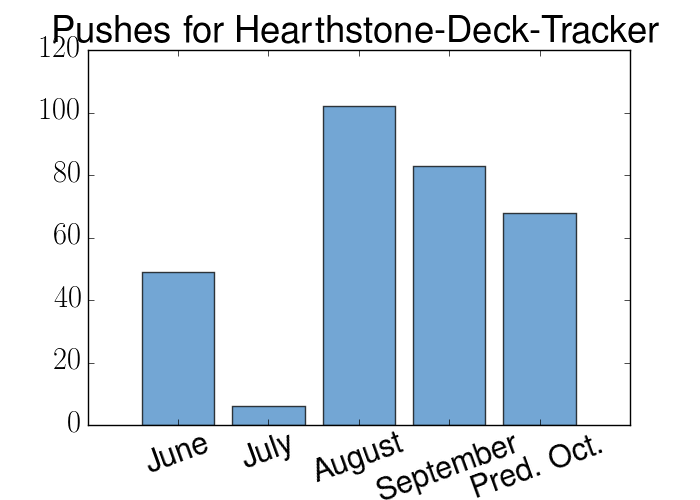 Pushes for Hearthstone-Deck-Tracker
120
100
80
60
40
20
0
June
July
August
September
Pred. Oct.